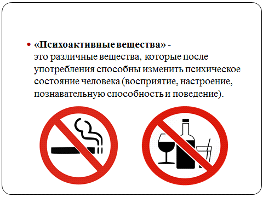 • «Психоактивные вещества» -
это различные вещества, которые после
употребления способны изменить психическое
состояние человека (восприятие, настроение,
познавательную способность и поведение).